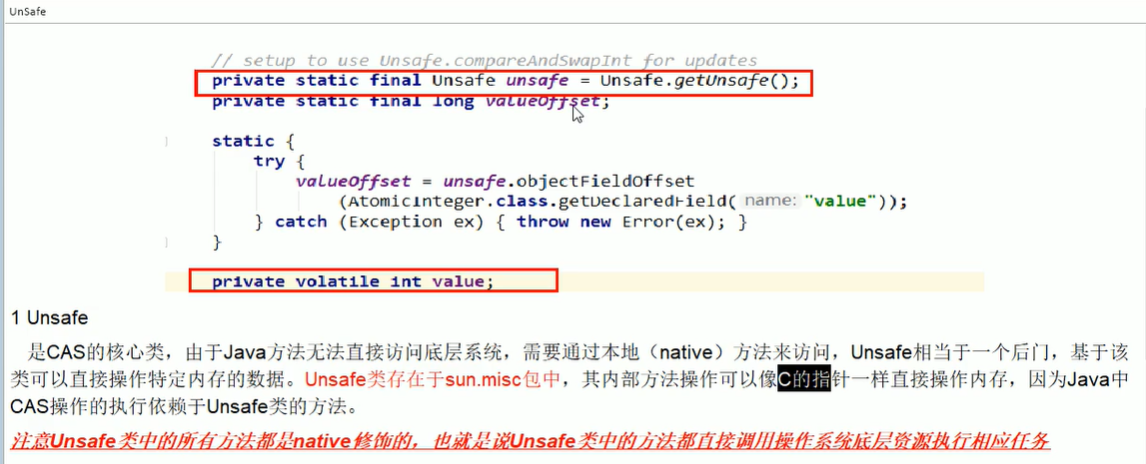 UnSafe
// setup to use Unsafe.compareAndSwapInt for updates
private static final Unsafe unsafe = Unsafe.getUnsafe();
private static final long valueOffset;
static {
try {
valueOffset = unsafe.objectFieldOffset
(AtomicInteger.class.getDeclaredField( name: "value"));
} catch (Exception ex) { throw new Error(ex); }
}
private volatile int value;
1 Unsafe
是CAS的核心类，由于Java方法无法直接访问底层系统，需要通过本地（native）方法来访问，Unsafe相当于一个后门，基于该
类可以直接操作特定内存的数据。Unsafe类存在于sun.misc包中，其内部方法操作可以像C的指针一样直接操作内存，因为Java中
CAS操作的执行依赖于Unsafe类的方法。
注意Unsafe类中的所有方法都是native修饰的，也就是说Unsafe类中的方法都直接调用操作系统底层资源执行相应任务